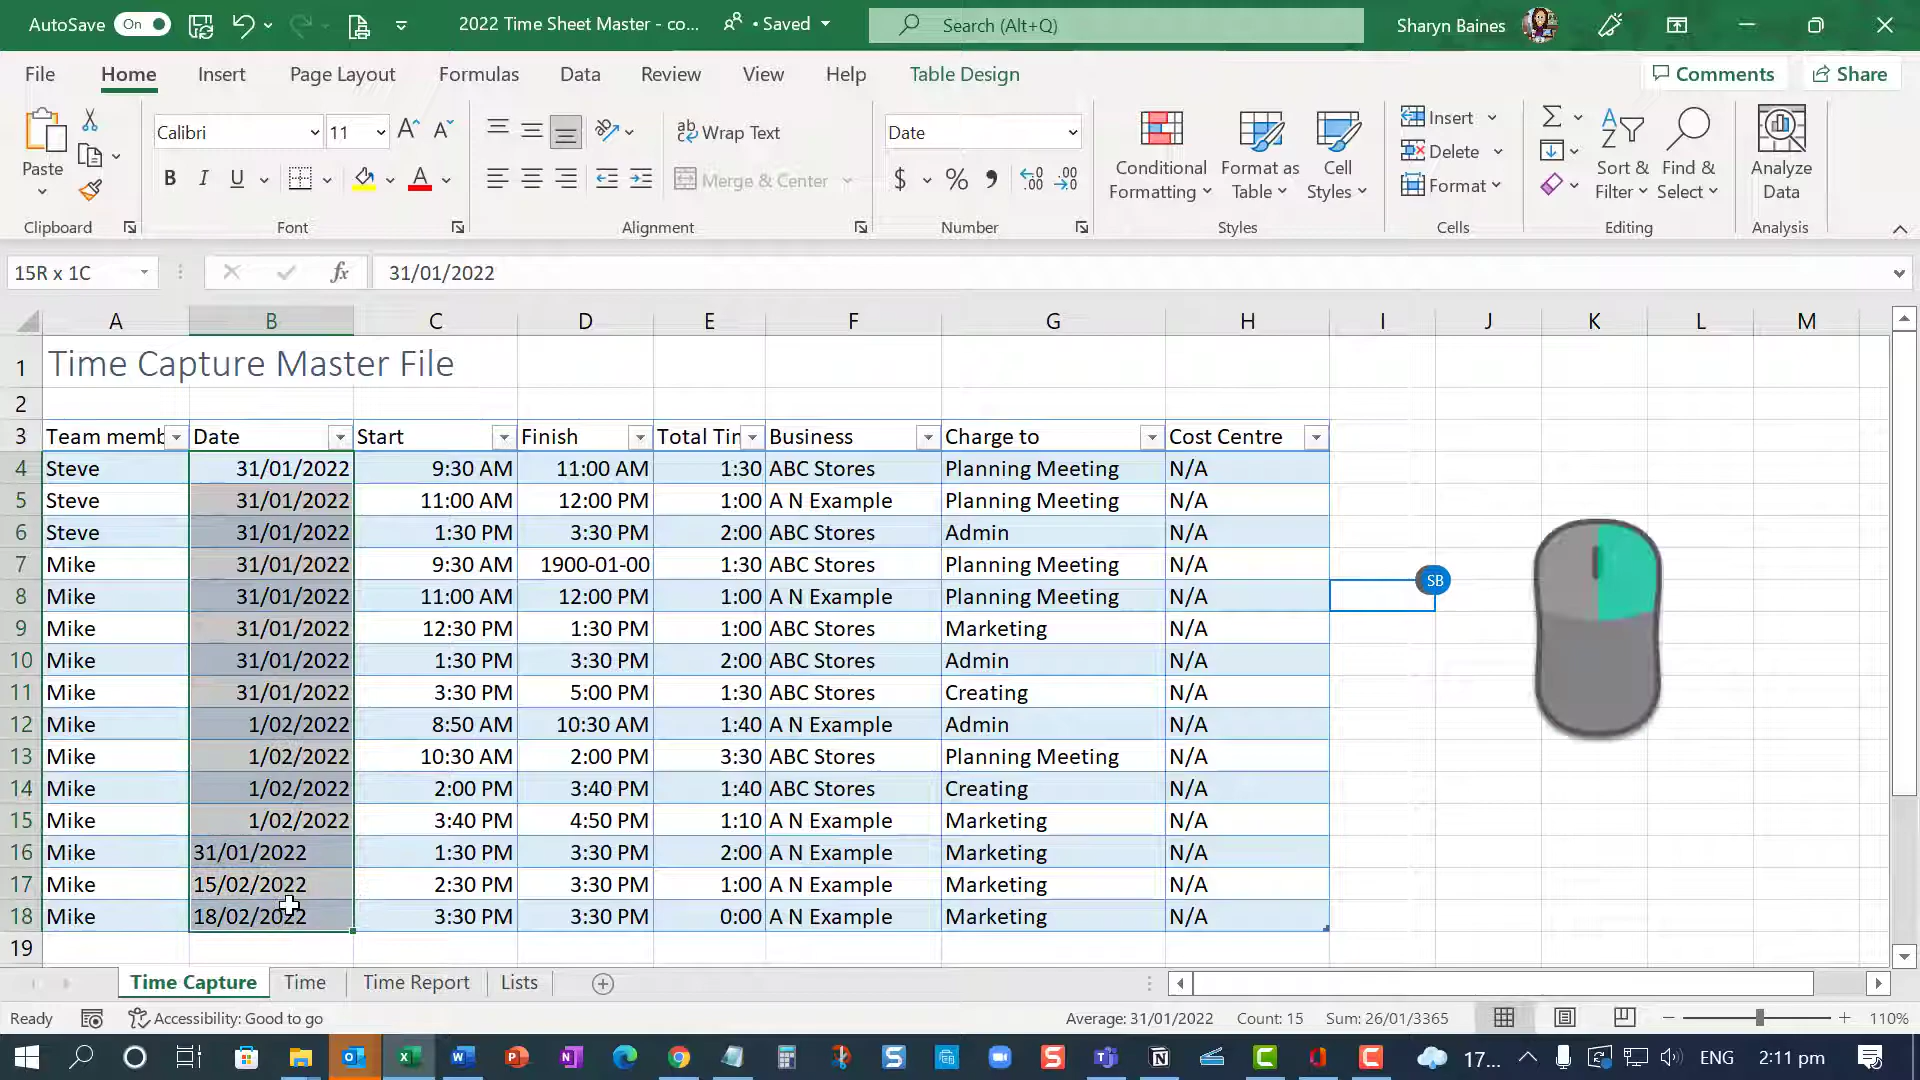 AutoSave On 2022 Time Sheet Master - co... • Saved Search (Alt+Q) Sharyn Baines
File Home Insert Page Layout Formulas Data Review View Help Table Design Comments Share
Paste Calibri 11 Wrap Text Date Conditional Formatting Format as Table Cell Styles Insert Sort & Filter Find & Select Analyze Data
B I U Merge & Center $ % Delete
Format
Clipboard Font Alignment Number Styles Cells Editing Analysis
15R x 1C fx 31/01/2022
A B C D E F G H I J K L M
1 Time Capture Master File
2
3 Team memb Date Start Finish Total Tir Business Charge to Cost Centre
4 Steve 31/01/2022 9:30 AM 11:00 AM 1:30 ABC Stores Planning Meeting N/A
5 Steve 31/01/2022 11:00 AM 12:00 PM 1:00 A N Example Planning Meeting N/A
6 Steve 31/01/2022 1:30 PM 3:30 PM 2:00 ABC Stores Admin N/A
7 Mike 31/01/2022 9:30 AM 1900-01-00 1:30 ABC Stores Planning Meeting N/A
8 Mike 31/01/2022 11:00 AM 12:00 PM 1:00 A N Example Planning Meeting N/A SB
9 Mike 31/01/2022 12:30 PM 1:30 PM 1:00 ABC Stores Marketing N/A
10 Mike 31/01/2022 1:30 PM 3:30 PM 2:00 ABC Stores Admin N/A
11 Mike 31/01/2022 3:30 PM 5:00 PM 1:30 ABC Stores Creating N/A
12 Mike 1/02/2022 8:50 AM 10:30 AM 1:40 A N Example Admin N/A
13 Mike 1/02/2022 10:30 AM 2:00 PM 3:30 ABC Stores Planning Meeting N/A
14 Mike 1/02/2022 2:00 PM 3:40 PM 1:40 ABC Stores Creating N/A
15 Mike 1/02/2022 3:40 PM 4:50 PM 1:10 A N Example Marketing N/A
16 Mike 31/01/2022 1:30 PM 3:30 PM 2:00 A N Example Marketing N/A
17 Mike 15/02/2022 2:30 PM 3:30 PM 1:00 A N Example Marketing N/A
18 Mike 18/02/2022 3:30 PM 3:30 PM 0:00 A N Example Marketing N/A
19
Time Capture Time Time Report Lists
Ready Accessibility: Good to go Average: 31/01/2022 Count: 15 Sum: 26/01/3365 110%
17... ENG 2:11 pm